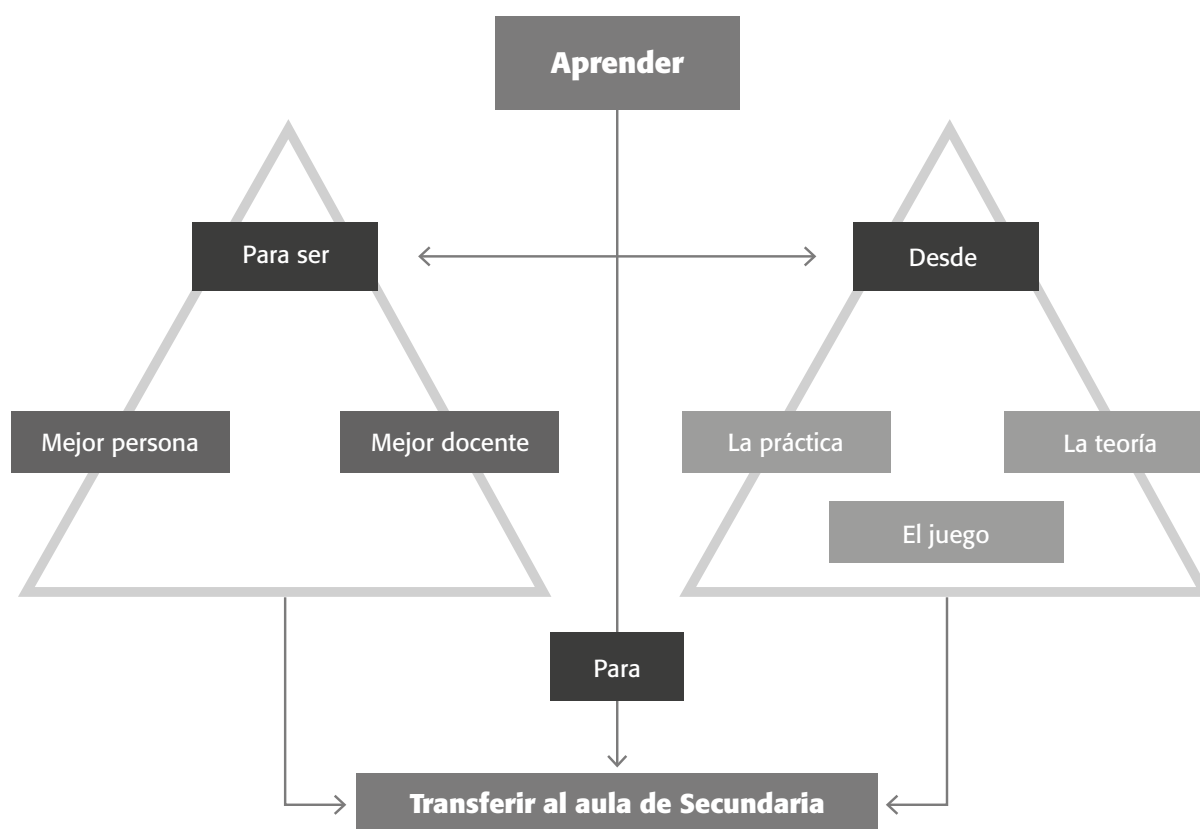 Aprender
Para ser
Desde
Mejor persona
Mejor docente
La práctica
La teoría
El juego
Para
Transferir al aula de Secundaria